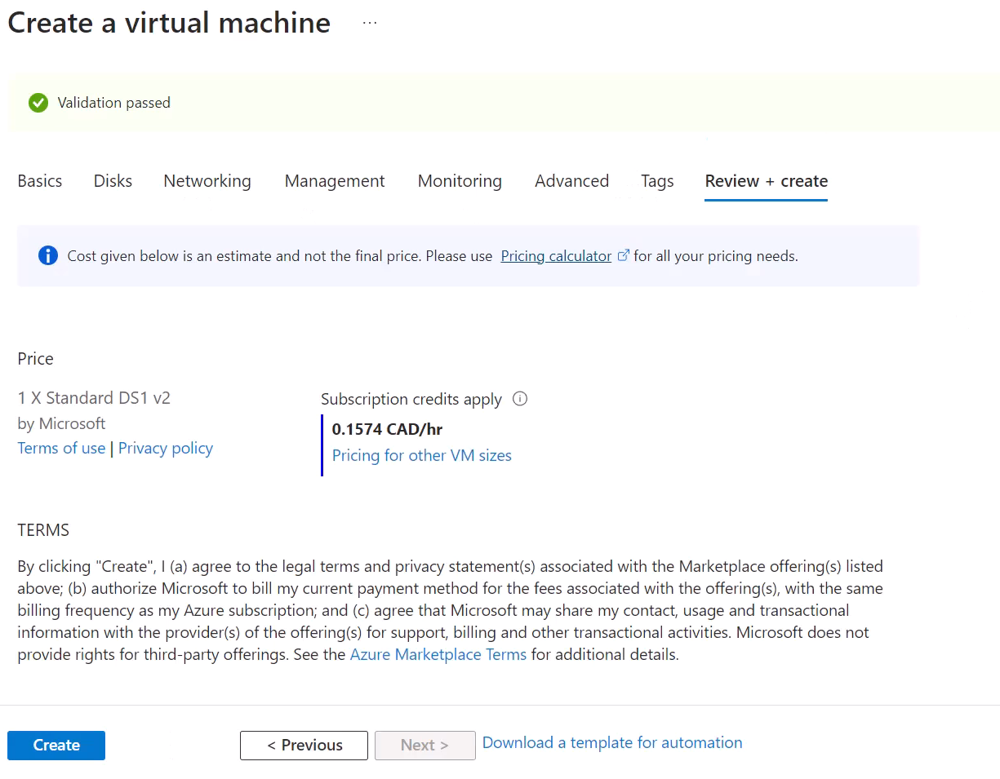 Create a virtual machine ...
Validation passed
Basics Disks Networking Management Monitoring Advanced Tags Review + create
Cost given below is an estimate and not the final price. Please use Pricing calculator for all your pricing needs.
Price
1 X Standard DS1 v2
by Microsoft
Terms of use | Privacy policy
Subscription credits apply
0.1574 CAD/hr
Pricing for other VM sizes
TERMS
By clicking "Create", I (a) agree to the legal terms and privacy statement(s) associated with the Marketplace offering(s) listed
above; (b) authorize Microsoft to bill my current payment method for the fees associated with the offering(s), with the same
billing frequency as my Azure subscription; and (c) agree that Microsoft may share my contact, usage and transactional
information with the provider(s) of the offering(s) for support, billing and other transactional activities. Microsoft does not
provide rights for third-party offerings. See the Azure Marketplace Terms for additional details.
Create < Previous Next > Download a template for automation